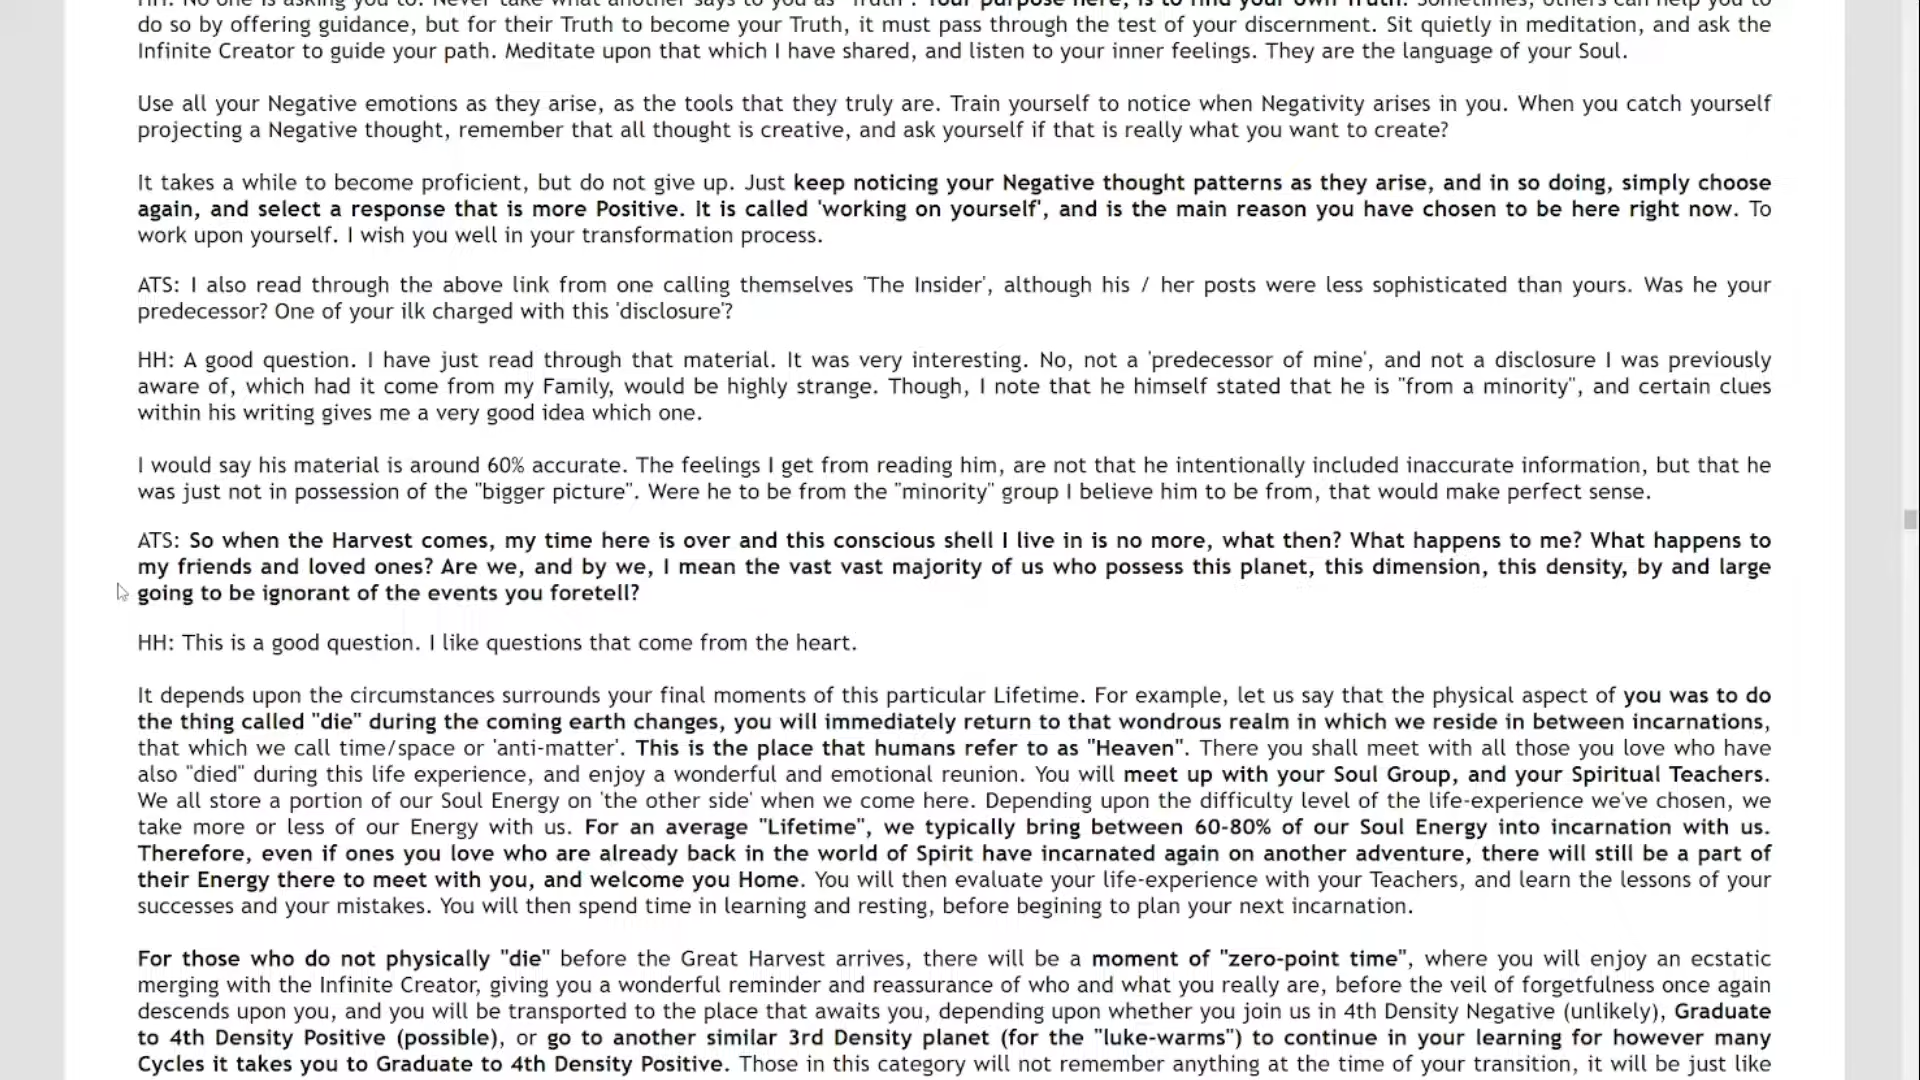 do so by offering guidance, but for their Truth to become your Truth, it must pass through the test of your discernment. Sit quietly in meditation, and ask the
Infinite Creator to guide your path. Meditate upon that which I have shared, and listen to your inner feelings. They are the language of your Soul.
Use all your Negative emotions as they arise, as the tools that they truly are. Train yourself to notice when Negativity arises in you. When you catch yourself
projecting a Negative thought, remember that all thought is creative, and ask yourself if that is really what you want to create?
It takes a while to become proficient, but do not give up. Just keep noticing your Negative thought patterns as they arise, and in so doing, simply choose
again, and select a response that is more Positive. It is called 'working on yourself', and is the main reason you have chosen to be here right now. To
work upon yourself. I wish you well in your transformation process.
ATS: I also read through the above link from one calling themselves 'The Insider', although his / her posts were less sophisticated than yours. Was he your
predecessor? One of your ilk charged with this 'disclosure'?
HH: A good question. I have just read through that material. It was very interesting. No, not a 'predecessor of mine', and not a disclosure I was previously
aware of, which had it come from my Family, would be highly strange. Though, I note that he himself stated that he is "from a minority", and certain clues
within his writing gives me a very good idea which one.
I would say his material is around 60% accurate. The feelings I get from reading him, are not that he intentionally included inaccurate information, but that he
was just not in possession of the "bigger picture". Were he to be from the "minority" group I believe him to be from, that would make perfect sense.
ATS: So when the Harvest comes, my time here is over and this conscious shell I live in is no more, what then? What happens to me? What happens to
my friends and loved ones? Are we, and by we, I mean the vast vast majority of us who possess this planet, this dimension, this density, by and large
going to be ignorant of the events you foretell?
HH: This is a good question. I like questions that come from the heart.
It depends upon the circumstances surrounds your final moments of this particular Lifetime. For example, let us say that the physical aspect of you was to do
the thing called "die" during the coming earth changes, you will immediately return to that wondrous realm in which we reside in between incarnations,
that which we call time/space or 'anti-matter'. This is the place that humans refer to as "Heaven". There you shall meet with all those you love who have
also "died" during this life experience, and enjoy a wonderful and emotional reunion. You will meet up with your Soul Group, and your Spiritual Teachers.
We all store a portion of our Soul Energy on 'the other side' when we come here. Depending upon the difficulty level of the life-experience we've chosen, we
take more or less of our Energy with us. For an average "Lifetime", we typically bring between 60-80% of our Soul Energy into incarnation with us.
Therefore, even if ones you love who are already back in the world of Spirit have incarnated again on another adventure, there will still be a part of
their Energy there to meet with you, and welcome you Home. You will then evaluate your life-experience with your Teachers, and learn the lessons of your
successes and your mistakes. You will then spend time in learning and resting, before begining to plan your next incarnation.
For those who do not physically "die" before the Great Harvest arrives, there will be a moment of "zero-point time", where you will enjoy an ecstatic
merging with the Infinite Creator, giving you a wonderful reminder and reassurance of who and what you really are, before the veil of forgetfulness once again
descends upon you, and you will be transported to the place that awaits you, depending upon whether you join us in 4th Density Negative (unlikely), Graduate
to 4th Density Positive (possible), or go to another similar 3rd Density planet (for the "luke-warms") to continue in your learning for however many
Cycles it takes you to Graduate to 4th Density Positive. Those in this category will not remember anything at the time of your transition, it will be just like